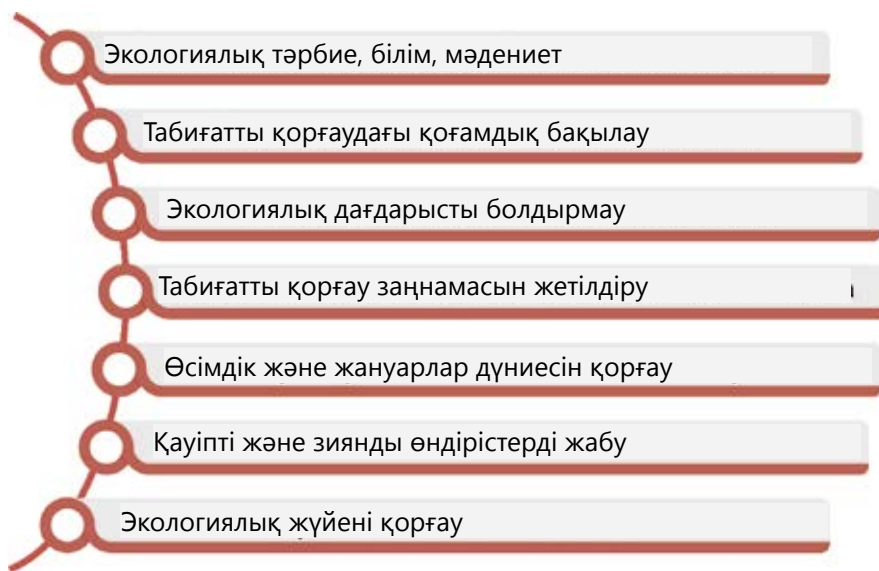 Экологиялық тәрбие, білім, мәдениет
Табиғатты қорғаудағы қоғамдық бақылау
Экологиялық дағдарысты болдырмау
Табиғатты қорғау заңнамасын жетілдіру
Өсімдік және жануарлар дүниесін қорғау
Қауіпті және зиянды өндірістерді жабу
Экологиялық жүйені қорғау